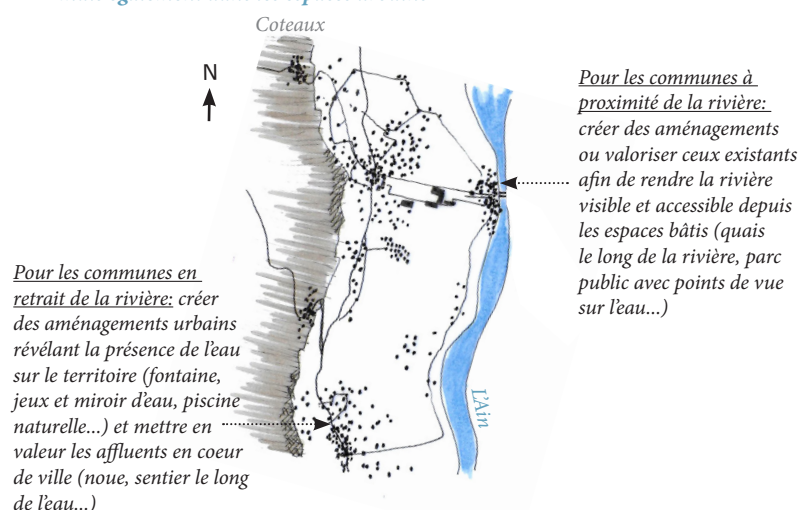 Coteaux
N
Pour les communes à
proximité de la rivière:
créer des aménagements
ou valoriser ceux existants
afin de rendre la rivière
visible et accessible depuis
les espaces bâtis (quais
le long de la rivière, parc
public avec points de vue
sur l'eau...)
Pour les communes en
retrait de la rivière: créer
des aménagements urbains
révélant la présence de l'eau
sur le territoire (fontaine,
jeux et miroir d'eau, piscine
naturelle...) et mettre en
valeur les affluents en coeur
de ville (noue, sentier le long
de l'eau...)
L'Ain